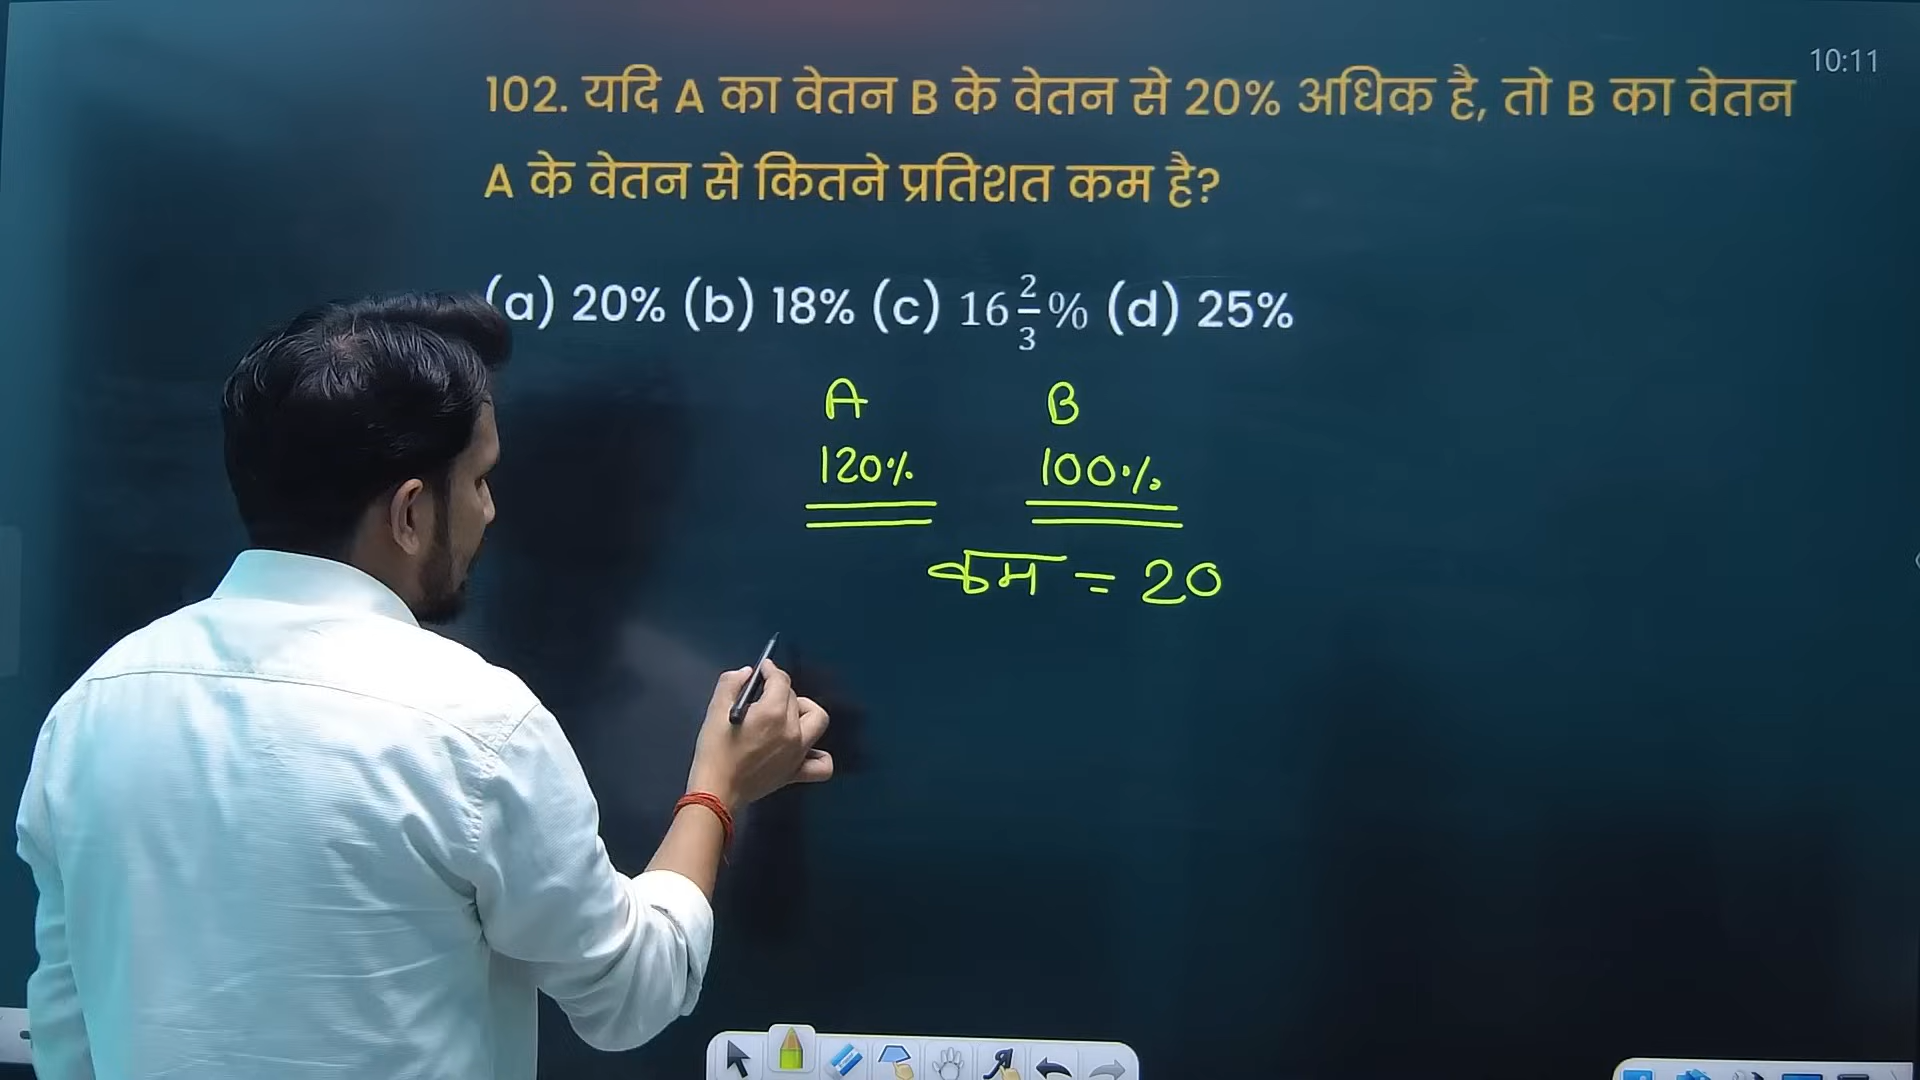 10:11
102. यदि A का वेतन B के वेतन से 20% अधिक है, तो B का वेतन
A के वेतन से कितने प्रतिशत कम है?
(a) 20% (b) 18% (c) 16 2/3 % (d) 25%
A B
120% 100%
कम = 20